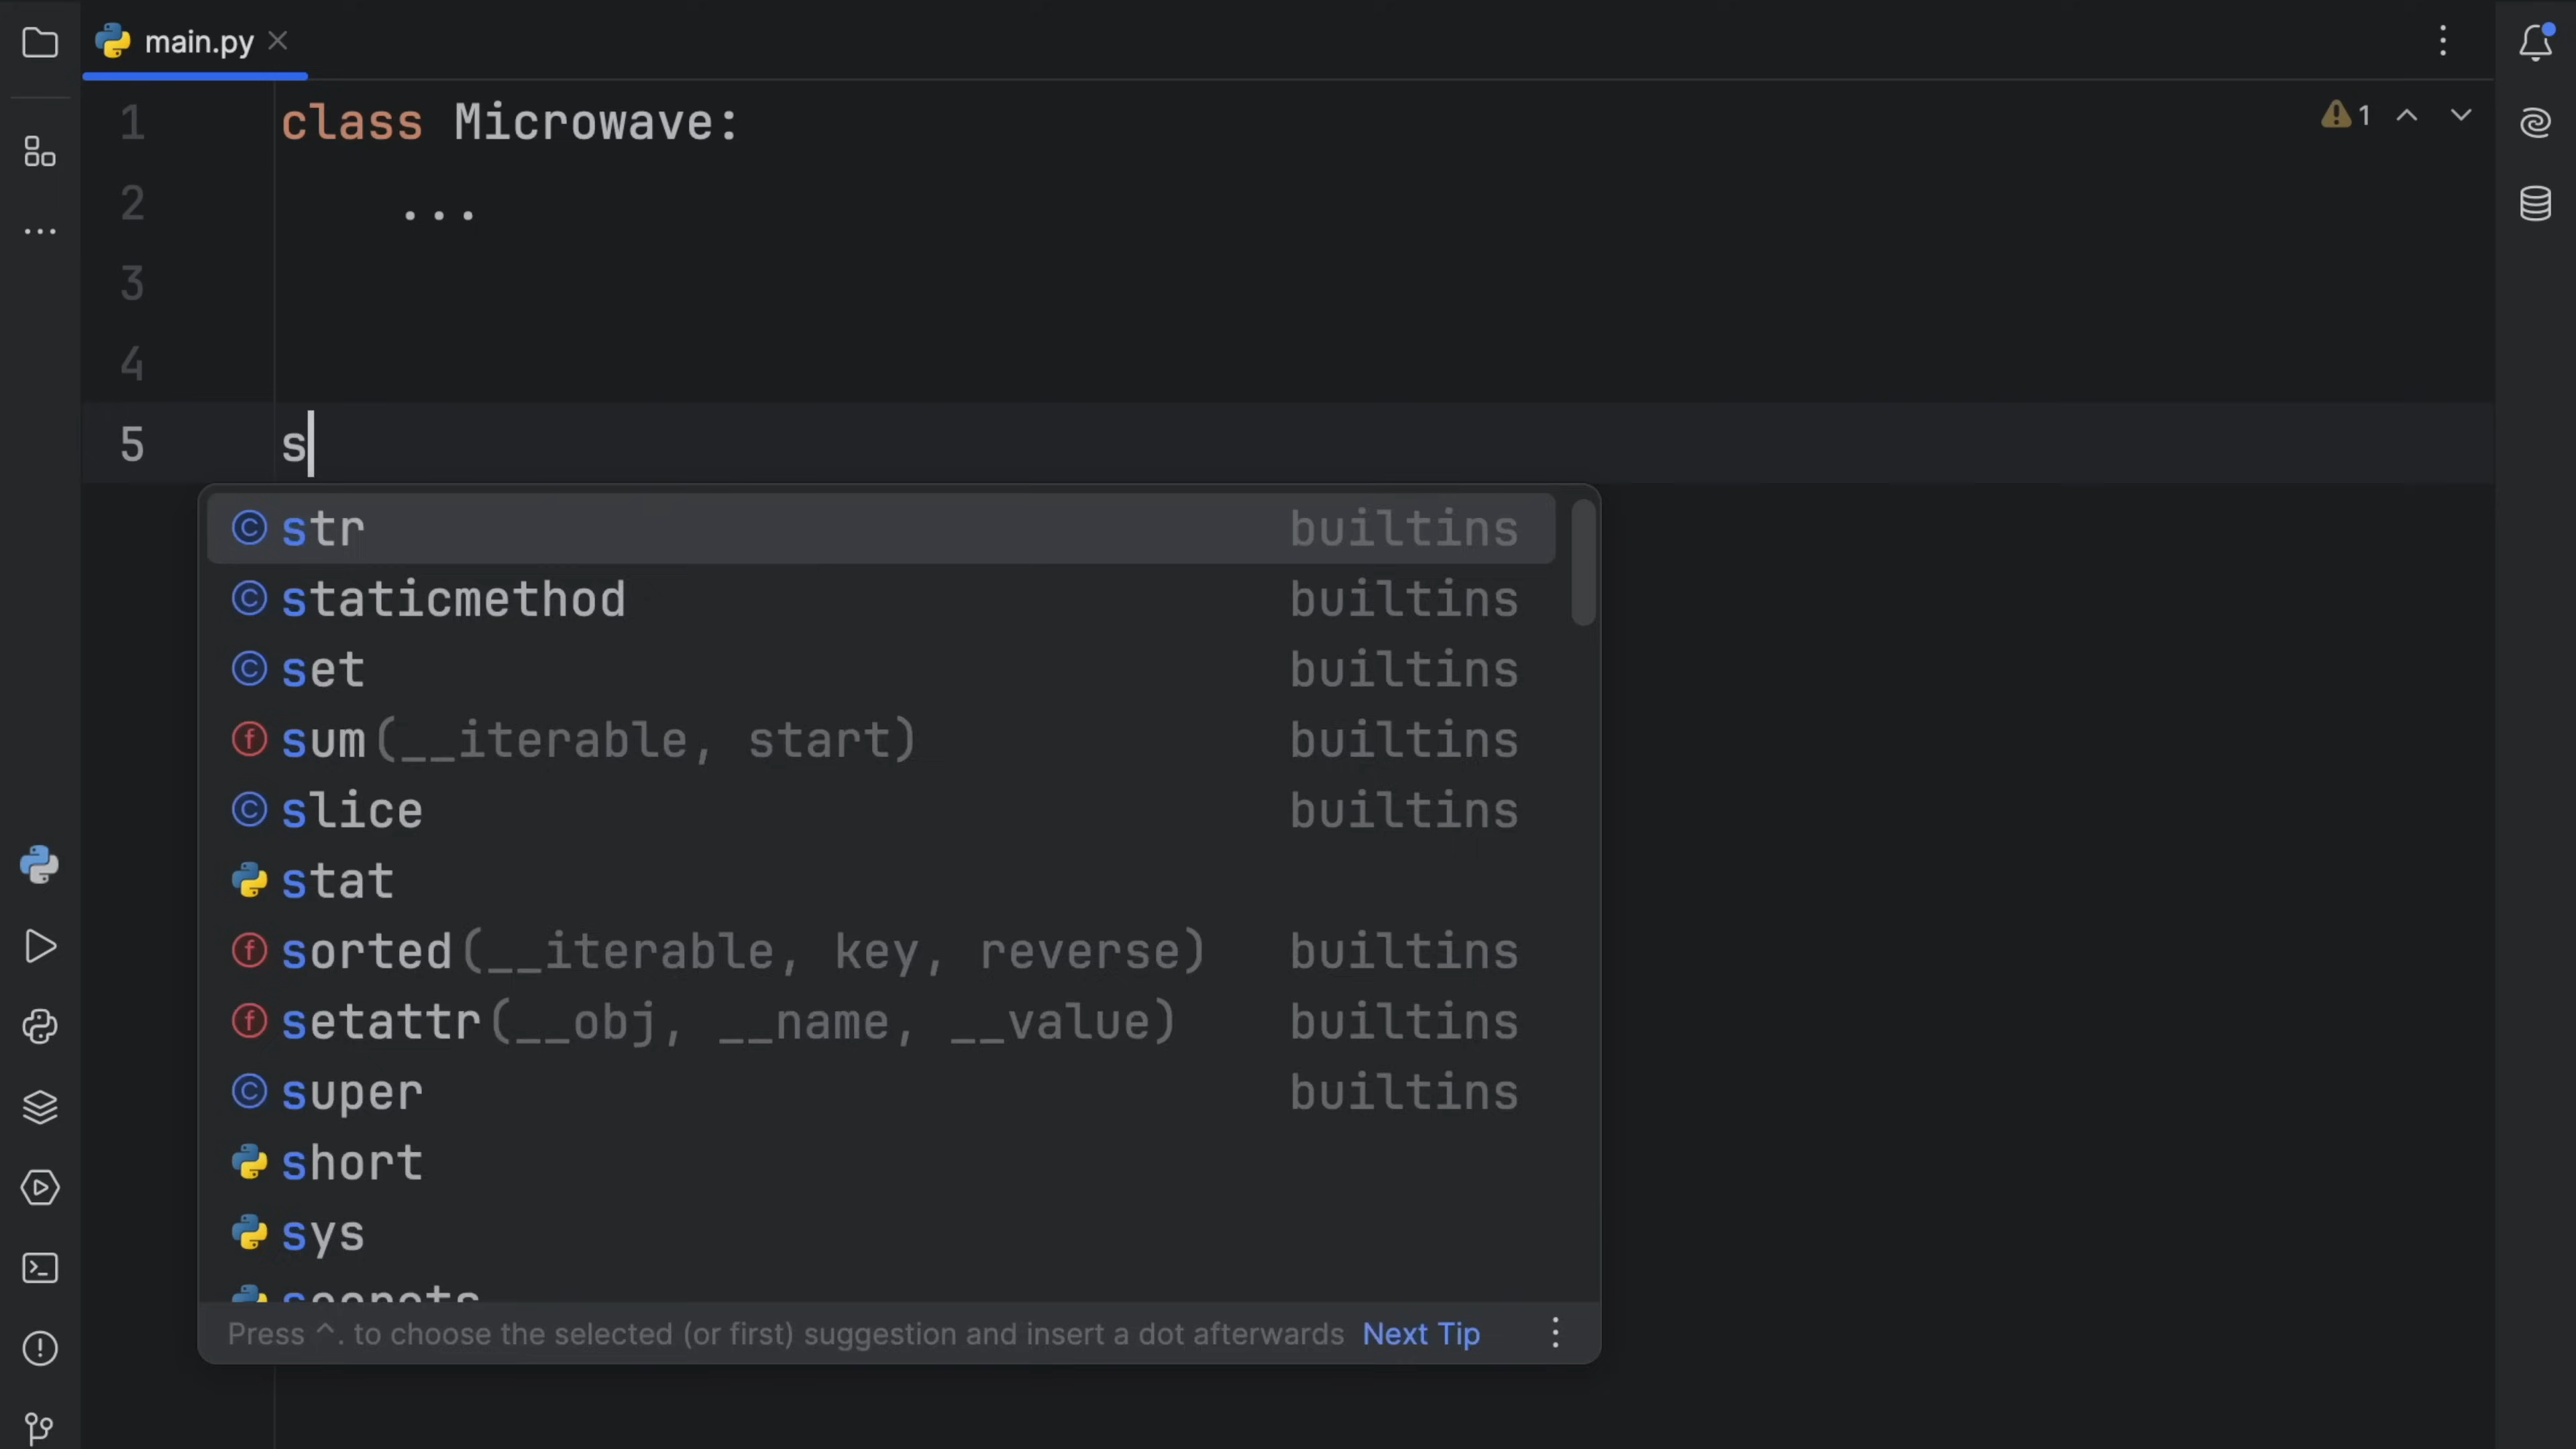 main.py
1 class Microwave:
1
2 ...
3
4
5 s
str builtins
staticmethod builtins
set builtins
sum(__iterable, start) builtins
slice builtins
stat
sorted(__iterable, key, reverse) builtins
setattr(__obj, __name, __value) builtins
super builtins
short
sys
secrets
Press ^. to choose the selected (or first) suggestion and insert a dot afterwards Next Tip